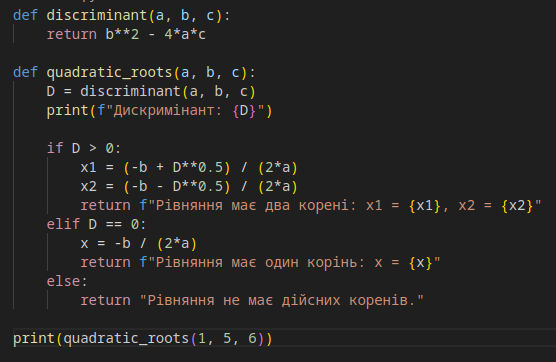 def discriminant(a, b, c):
    return b**2 - 4*a*c

def quadratic_roots(a, b, c):
    D = discriminant(a, b, c)
    print(f"Дискримінант: {D}")

    if D > 0:
        x1 = (-b + D**0.5) / (2*a)
        x2 = (-b - D**0.5) / (2*a)
        return f"Рівняння має два корені: x1 = {x1}, x2 = {x2}"
    elif D == 0:
        x = -b / (2*a)
        return f"Рівняння має один корінь: x = {x}"
    else:
        return "Рівняння не має дійсних коренів."

print(quadratic_roots(1, 5, 6))